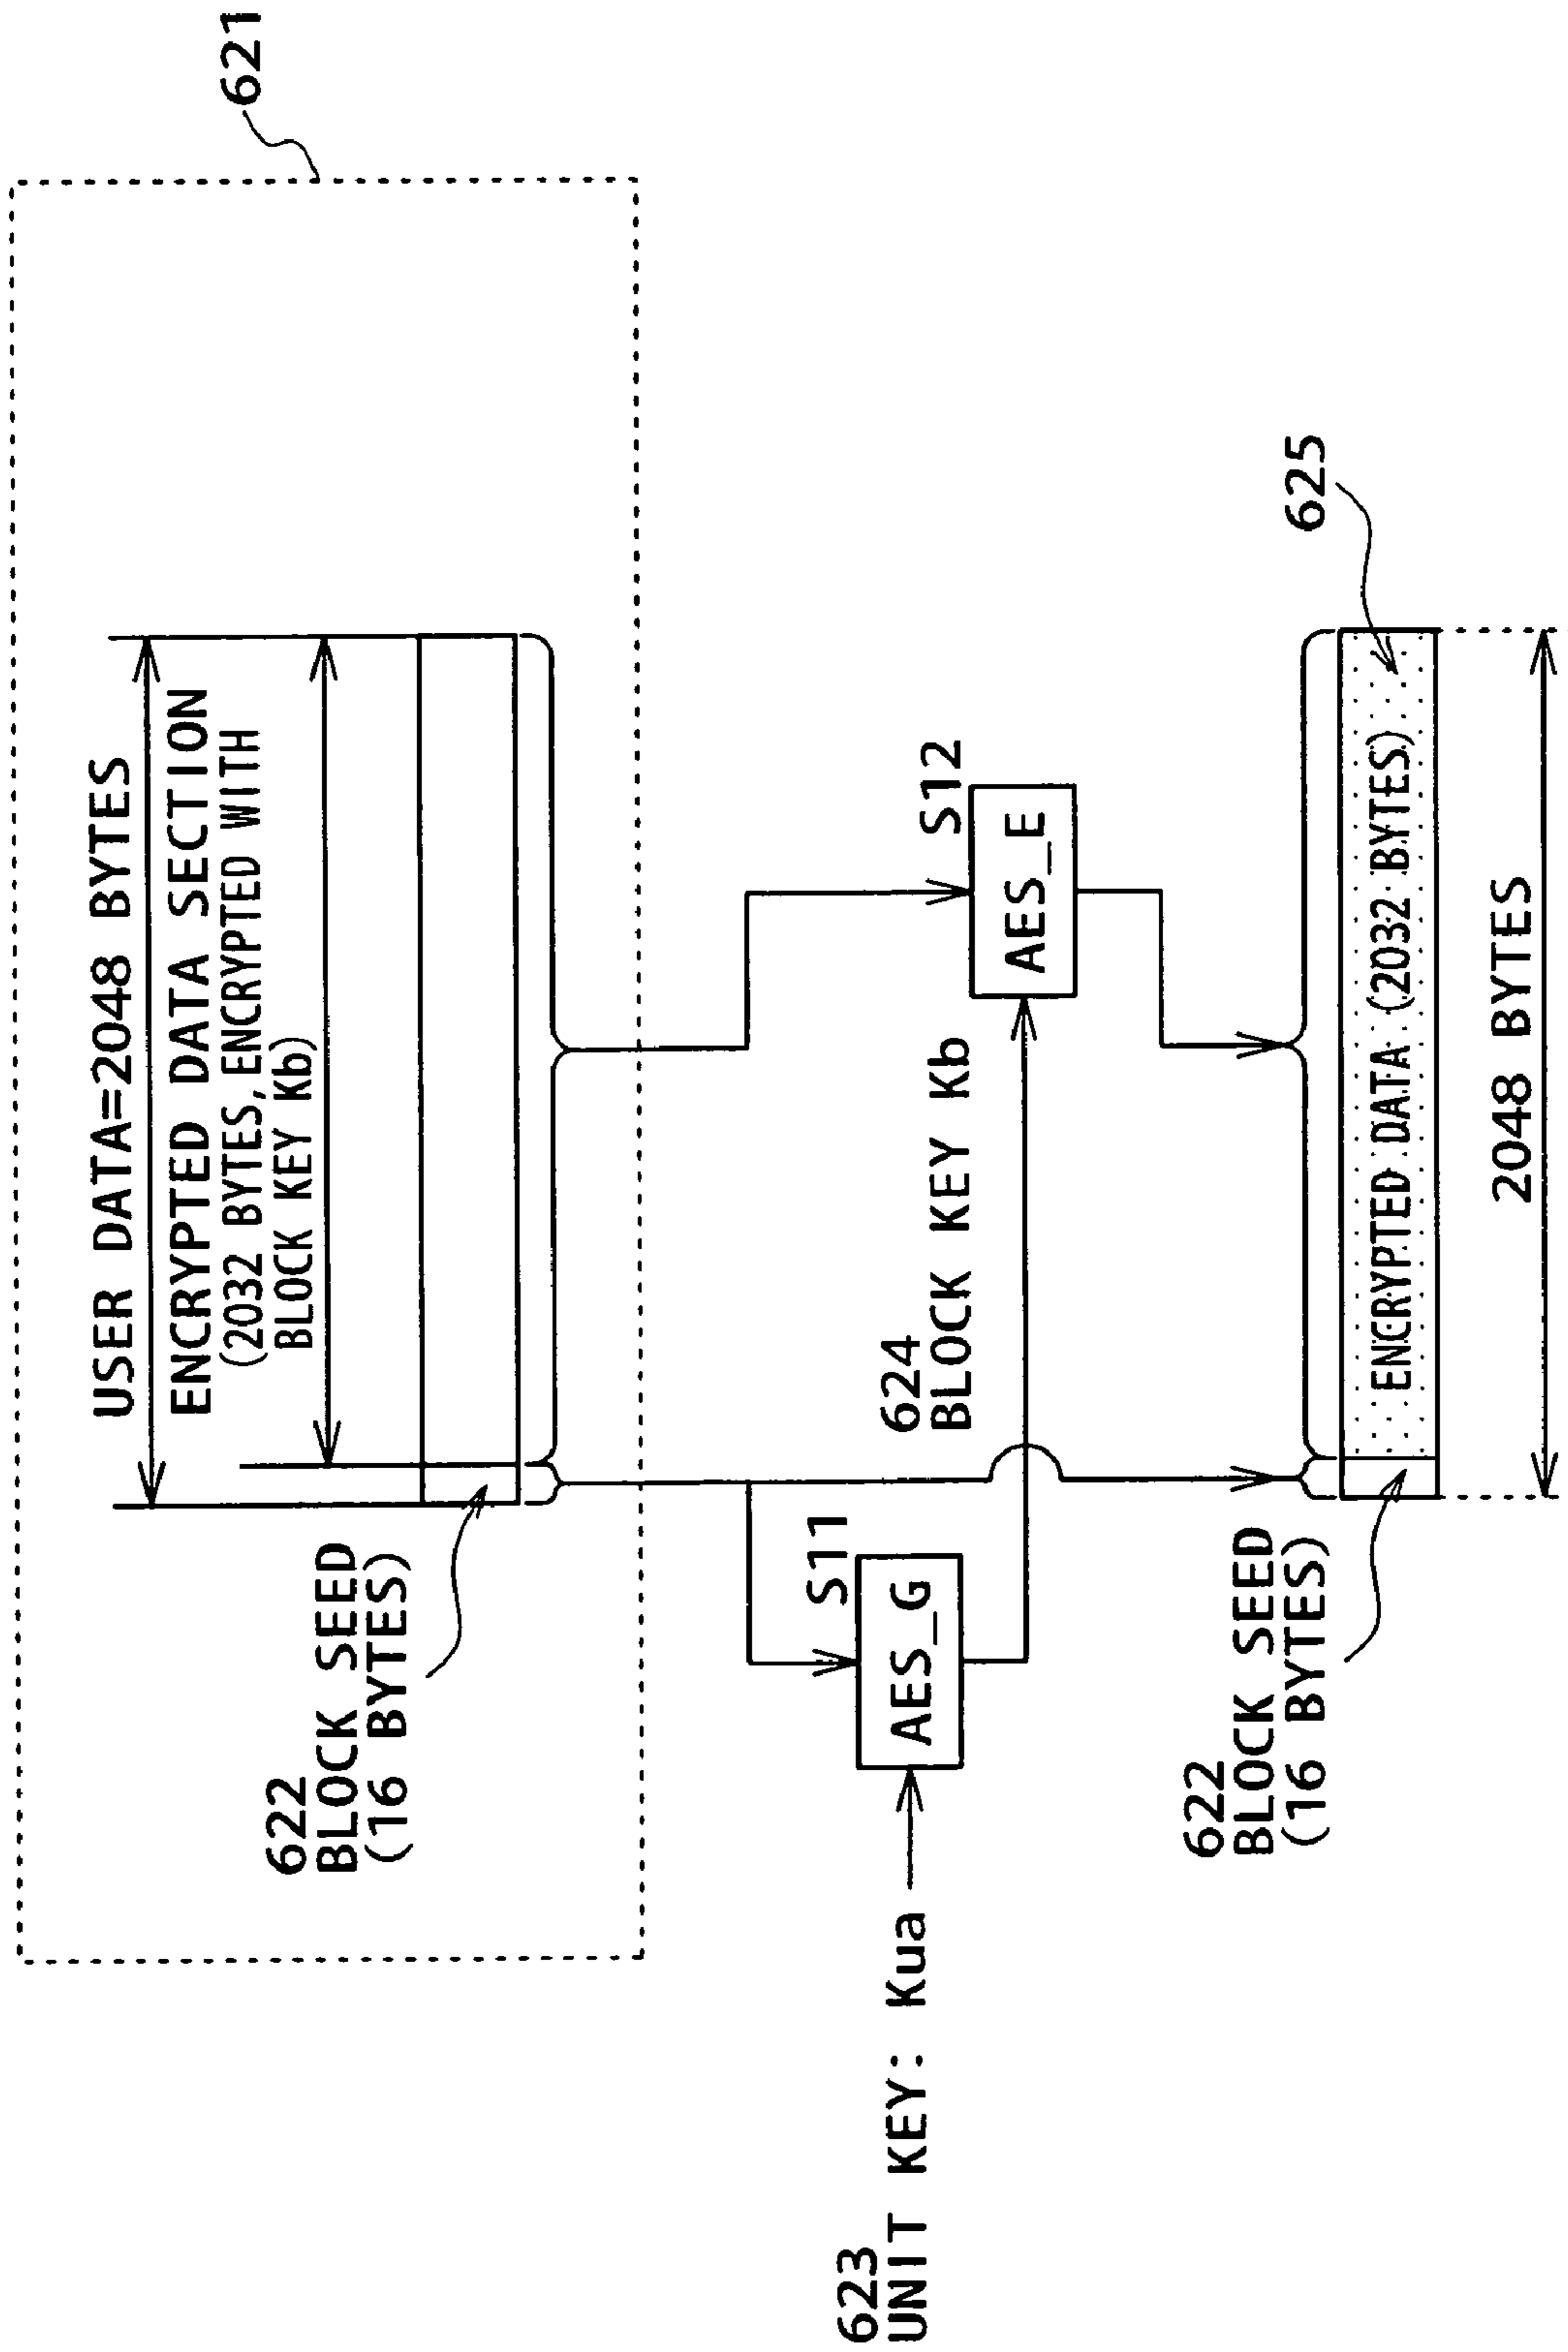 621
USER DATA=2048 BYTES
ENCRYPTED DATA SECTION
(2032 BYTES, ENCRYPTED WITH
BLOCK KEY Kb)
622
BLOCK SEED
(16 BYTES)
S11
AES_G
S12
AES_E
623
UNIT KEY: Kua
624
BLOCK KEY Kb
625
622
BLOCK SEED
(16 BYTES)
ENCRYPTED DATA (2032 BYTES)
2048 BYTES